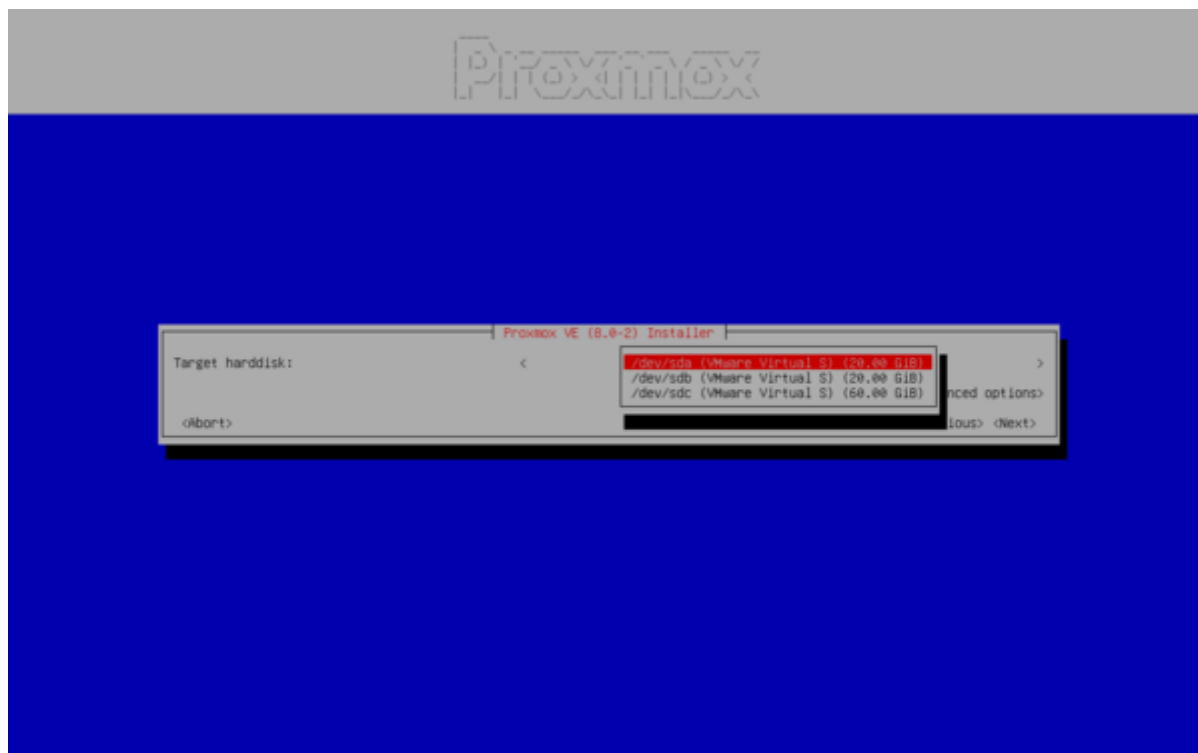 Proxmox
Proxmox VE (8.0-2) Installer
Target harddisk: < /dev/sda (VMware Virtual S) (20.00 GiB) >
/dev/sdb (VMware Virtual S) (20.00 GiB)
/dev/sdc (VMware Virtual S) (60.00 GiB) nced options>
<Abort> ious> <Next>